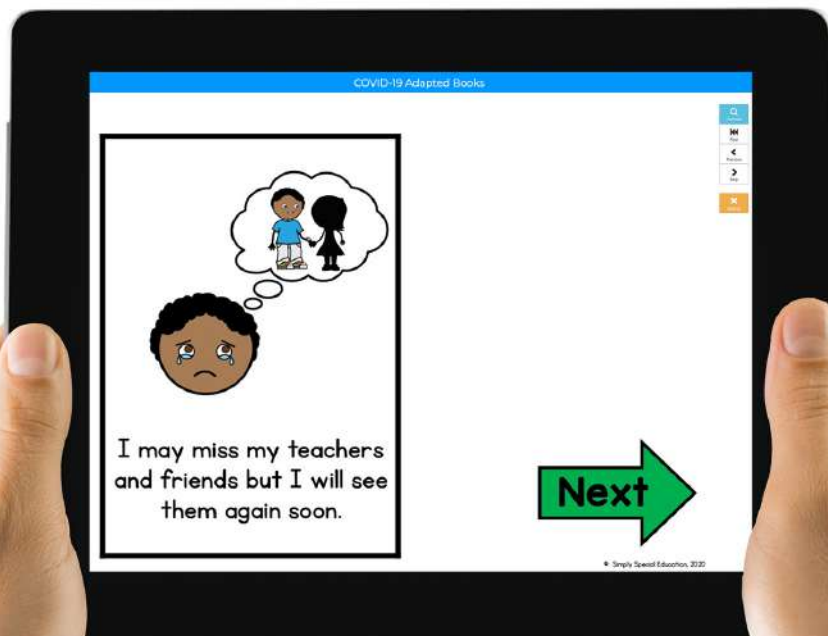 COVID-19 Adapted Books
I may miss my teachers
and friends but I will see
them again soon.
Next
© Simply Special Education, 2020